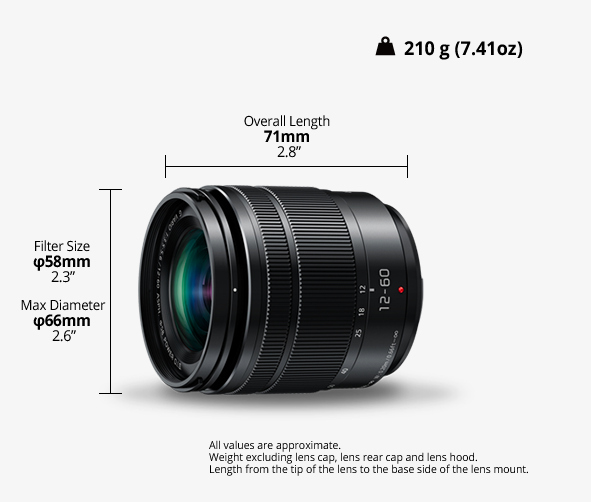 210 g (7.41oz)
Overall Length
71mm
2.8”
Filter Size
φ58mm
2.3”
Max Diameter
φ66mm
2.6”
12-60
12
18
25
40
All values are approximate.
Weight excluding lens cap, lens rear cap and lens hood.
Length from the tip of the lens to the base side of the lens mount.